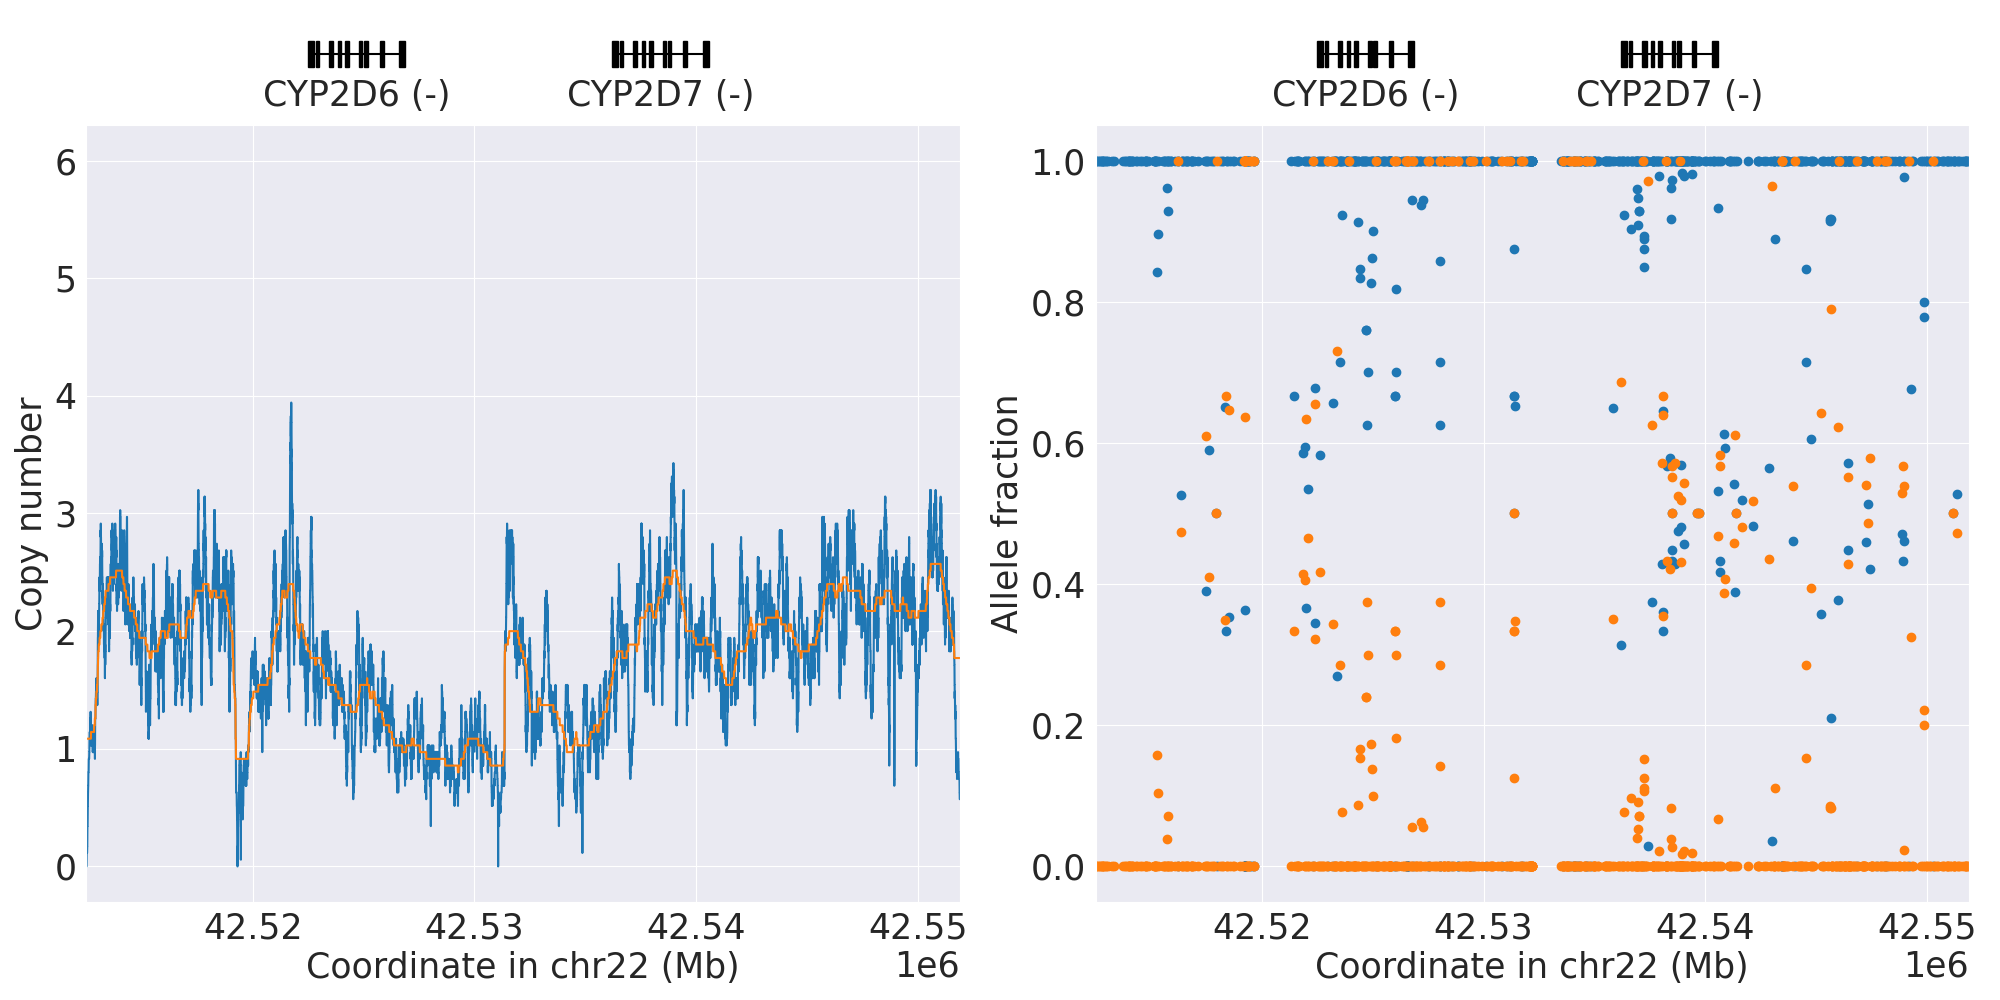 CYP2D6 (-) CYP2D7 (-)
6
5
4
3
2
1
0
Copy number
42.52 42.53 42.54 42.55
Coordinate in chr22 (Mb) 1e6
CYP2D6 (-) CYP2D7 (-)
1.0
0.8
0.6
0.4
0.2
0.0
Allele fraction
42.52 42.53 42.54 42.55
Coordinate in chr22 (Mb) 1e6